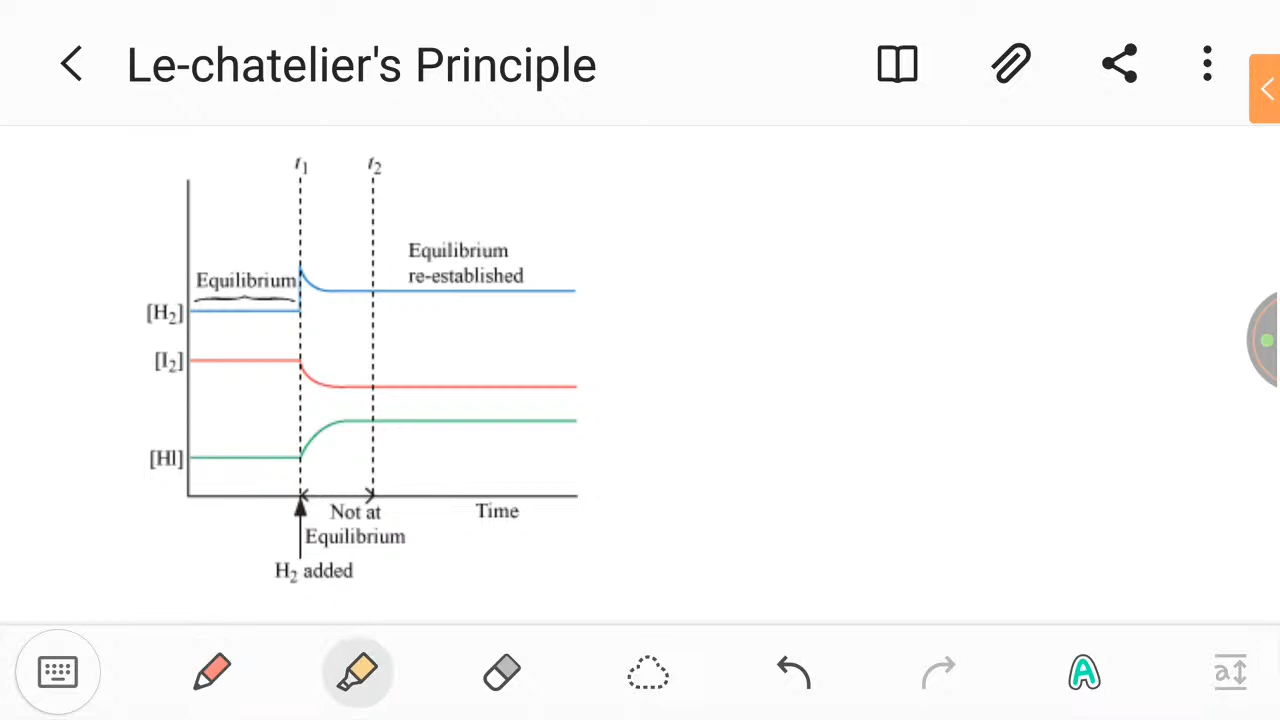 Le-chatelier's Principle
t1 t2
Equilibrium
re-established
Equilibrium
[H2]
[I2]
[HI]
Not at
Equilibrium
Time
H2 added
A
a